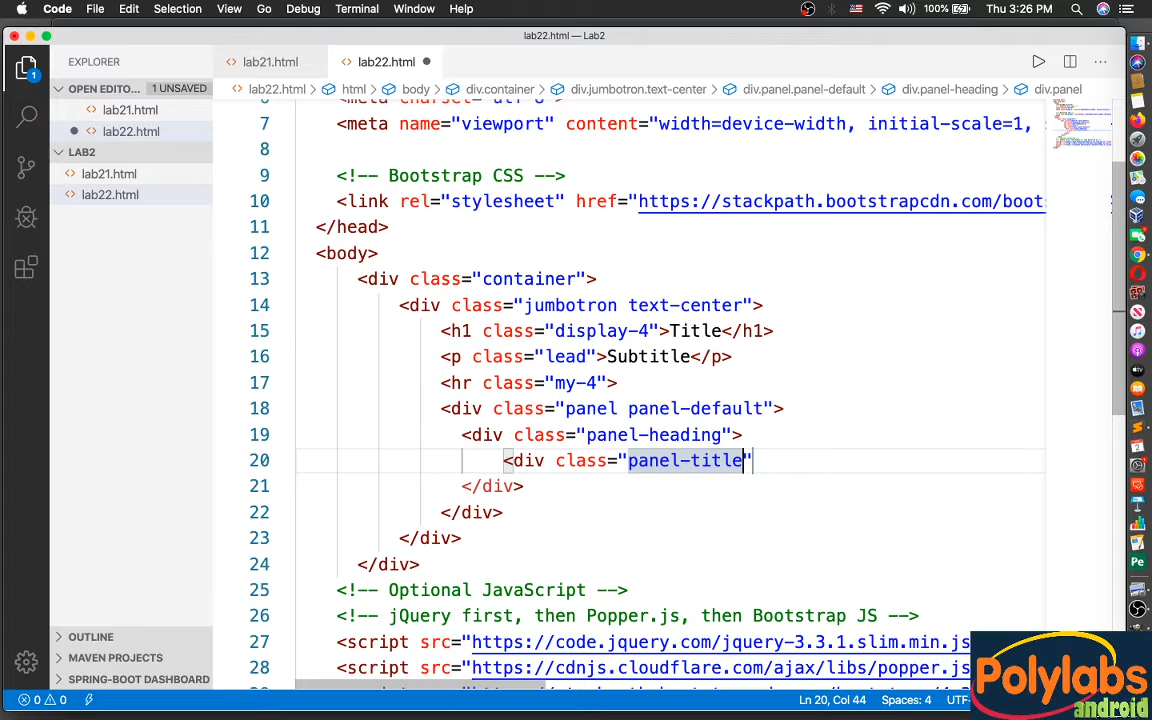 Code File Edit Selection View Go Debug Terminal Window Help 100% Thu 3:26 PM
lab22.html — Lab2
EXPLORER
lab21.html
lab22.html
OPEN EDITO... 1 UNSAVED
lab22.html > html > body > div.container > div.jumbotron.text-center > div.panel.panel-default > div.panel-heading > div.panel
1
lab21.html
lab22.html
LAB2
lab21.html
lab22.html
6 <meta charset="utf-8"
7 <meta name="viewport" content="width=device-width, initial-scale=1,
8
9 <!-- Bootstrap CSS -->
10 <link rel="stylesheet" href="https://stackpath.bootstrapcdn.com/boots
11 </head>
12 <body>
13 <div class="container">
14 <div class="jumbotron text-center">
15 <h1 class="display-4">Title</h1>
16 <p class="lead">Subtitle</p>
17 <hr class="my-4">
18 <div class="panel panel-default">
19 <div class="panel-heading">
20 <div class="panel-title"
21 </div>
22 </div>
23 </div>
24 </div>
25 <!-- Optional JavaScript -->
26 <!-- jQuery first, then Popper.js, then Bootstrap JS -->
27 <script src="https://code.jquery.com/jquery-3.3.1.slim.min.js
28 <script src="https://cdnjs.cloudflare.com/ajax/libs/popper.js
OUTLINE
MAVEN PROJECTS
SPRING-BOOT DASHBOARD
0 0
Ln 20, Col 44 Spaces: 4 UTF-
Polylabs
android